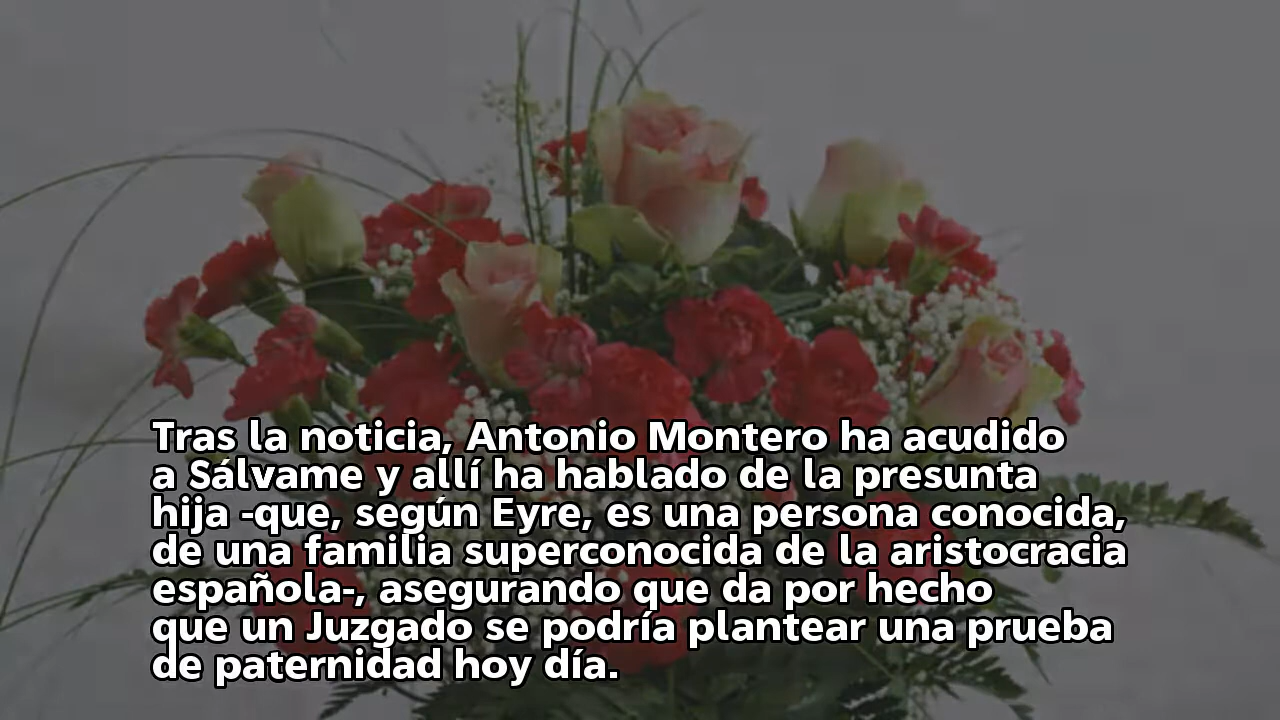 Tras la noticia, Antonio Montero ha acudido
a Sálvame y allí ha hablado de la presunta
hija -que, según Eyre, es una persona conocida,
de una familia superconocida de la aristocracia
española-, asegurando que da por hecho
que un Juzgado se podría plantear una prueba
de paternidad hoy día.